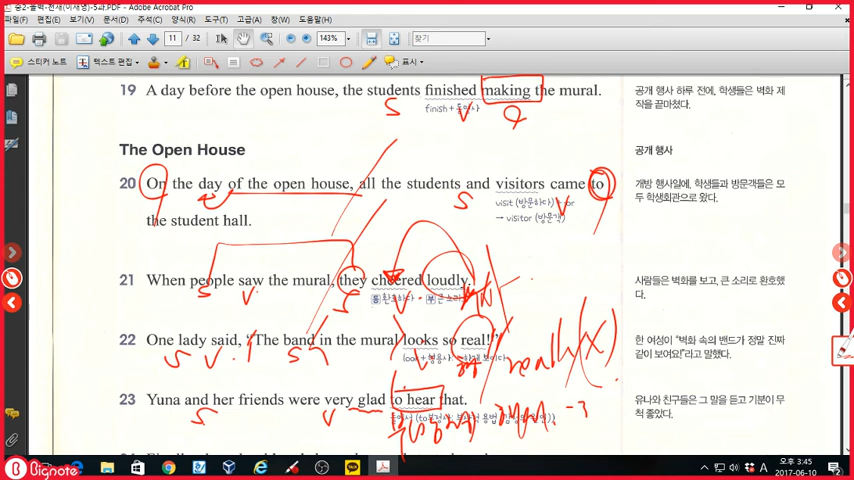 중2-블랙-천재(이재영)-5과.PDF - Adobe Acrobat Pro
파일(F) 편집(E) 보기(V) 문서(D) 주석(C) 양식(R) 도구(T) 고급(A) 창(W) 도움말(H)
11 / 32 143% 찾기
스티커 노트 텍스트 편집 표시
19 A day before the open house, the students finished making the mural.
finish + 동명사
S V O
공개 행사 하루 전에, 학생들은 벽화 제
작을 끝마쳤다.
The Open House
공개 행사
20 On the day of the open house, all the students and visitors came to
S V
visit (방문하다) + or
→ visitor (방문객)
the student hall.
개방 행사일에, 학생들과 방문객들은 모
두 학생회관으로 왔다.
21 When people saw the mural, they cheered loudly.
S V S V
동 환호하다 부 큰 소리로
사람들은 벽화를 보고, 큰 소리로 환호했
다.
22 One lady said, "The band in the mural looks so real!"
S V S V
look + 형용사: ~하게 보이다
really (X)
한 여성이 "벽화 속의 밴드가 정말 진짜
같이 보여요!"라고 말했다.
23 Yuna and her friends were very glad to hear that.
S V
유나와 친구들은 그 말을 듣고 기분이 무
척 좋았다.
Bignote
A 오후 3:45
2017-06-10